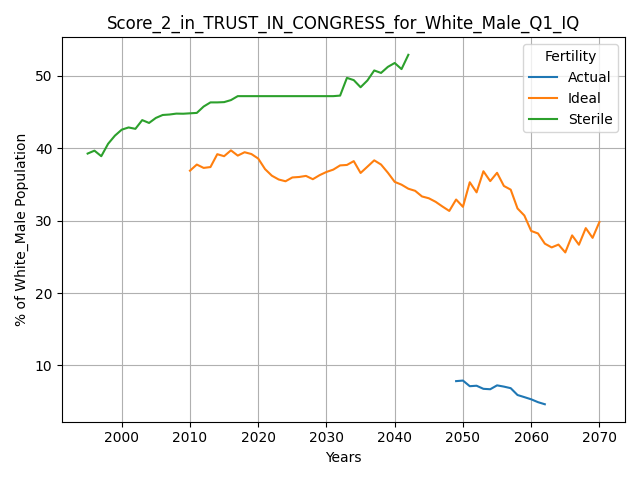 Score_2_in_TRUST_IN_CONGRESS_for_White_Male_Q1_IQ
Fertility
Actual
Ideal
Sterile
% of White_Male Population
50
40
30
20
10
2000
2010
2020
2030
2040
2050
2060
2070
Years